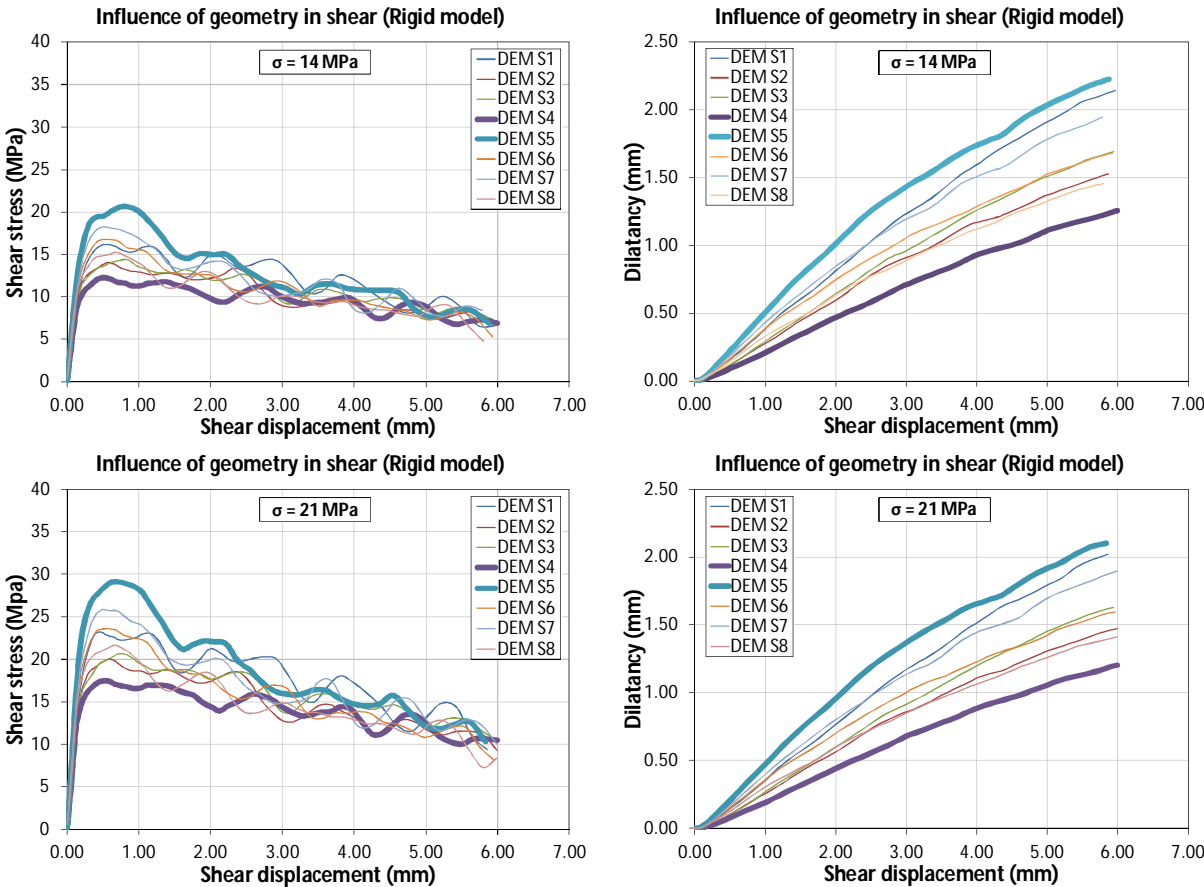 Influence of geometry in shear (Rigid model)
σ = 14 MPa
Shear stress (MPa)
40
35
30
25
20
15
10
5
0
DEM S1
DEM S2
DEM S3
DEM S4
DEM S5
DEM S6
DEM S7
DEM S8
0.00 1.00 2.00 3.00 4.00 5.00 6.00 7.00
Shear displacement (mm)
Influence of geometry in shear (Rigid model)
σ = 14 MPa
Dilatancy (mm)
2.50
2.00
1.50
1.00
0.50
0.00
DEM S1
DEM S2
DEM S3
DEM S4
DEM S5
DEM S6
DEM S7
DEM S8
0.00 1.00 2.00 3.00 4.00 5.00 6.00 7.00
Shear displacement (mm)
Influence of geometry in shear (Rigid model)
σ = 21 MPa
Shear stress (Mpa)
40
35
30
25
20
15
10
5
0
DEM S1
DEM S2
DEM S3
DEM S4
DEM S5
DEM S6
DEM S7
DEM S8
0.00 1.00 2.00 3.00 4.00 5.00 6.00 7.00
Shear displacement (mm)
Influence of geometry in shear (Rigid model)
σ = 21 MPa
Dilatancy (mm)
2.50
2.00
1.50
1.00
0.50
0.00
DEM S1
DEM S2
DEM S3
DEM S4
DEM S5
DEM S6
DEM S7
DEM S8
0.00 1.00 2.00 3.00 4.00 5.00 6.00 7.00
Shear displacement (mm)